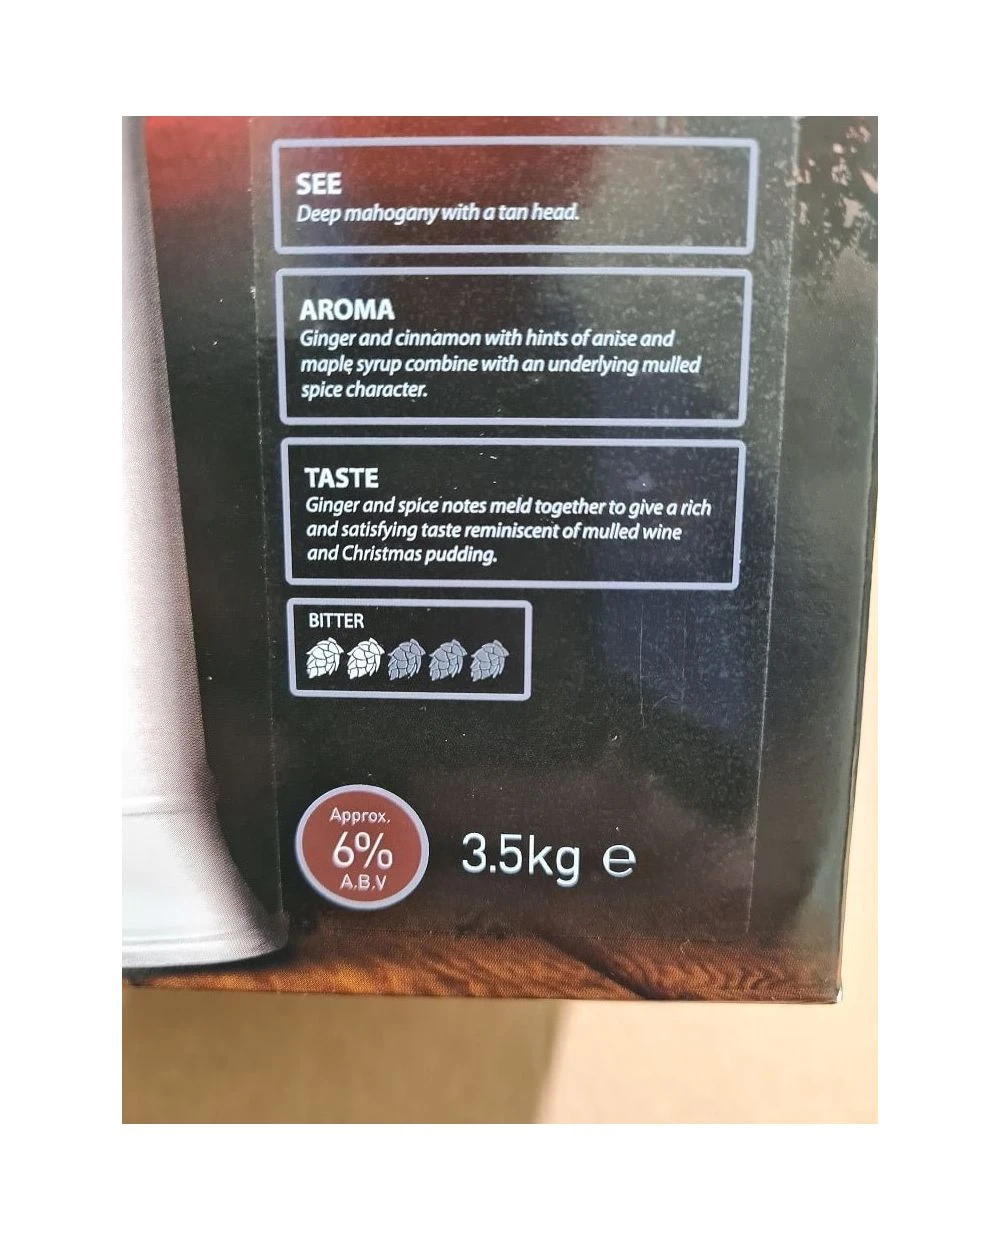 SEE
Deep mahogany with a tan head.
AROMA
Ginger and cinnamon with hints of anise and
maple syrup combine with an underlying mulled
spice character.
TASTE
Ginger and spice notes meld together to give a rich
and satisfying taste reminiscent of mulled wine
and Christmas pudding.
BITTER
Approx.
6%
A.B.V
3.5kg e